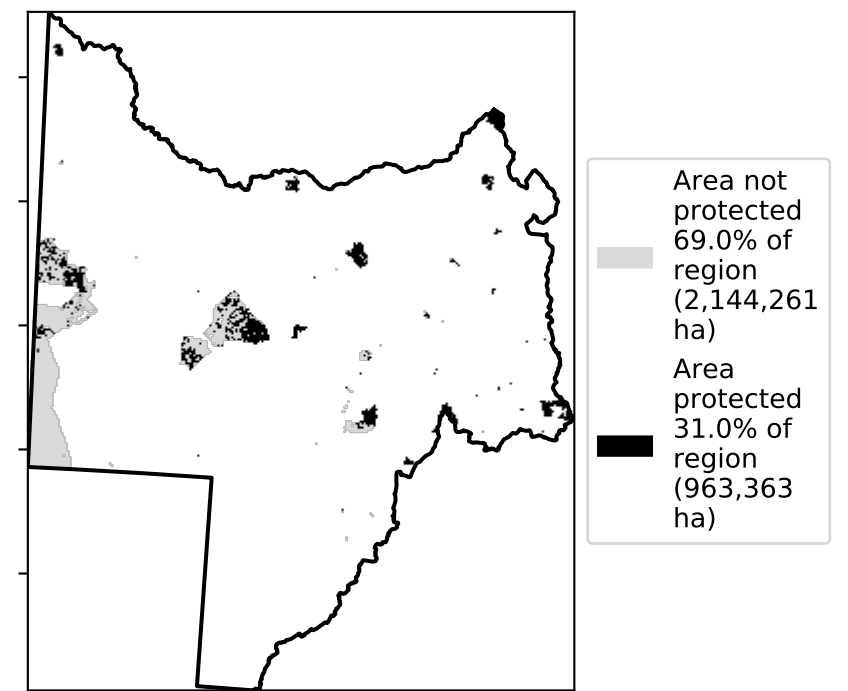 Area not
protected
69.0% of
region
(2,144,261
ha)
Area
protected
31.0% of
region
(963,363
ha)